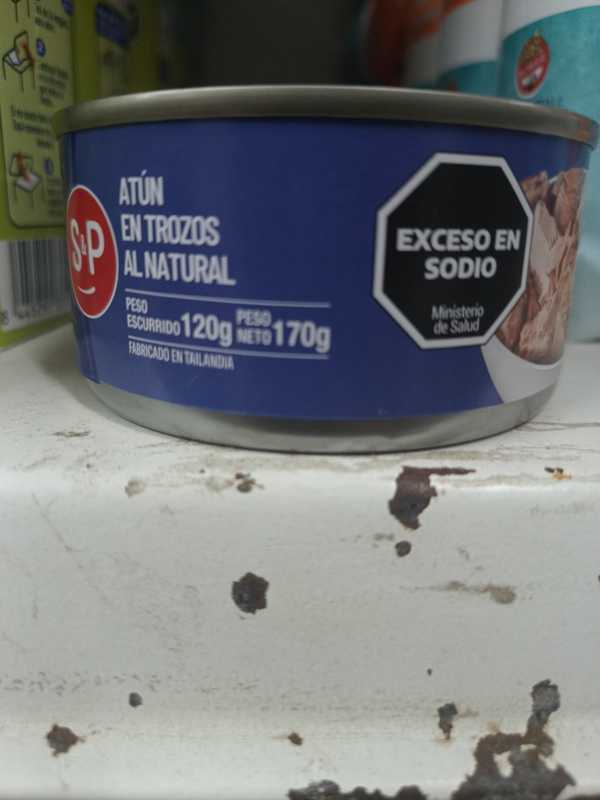 S&P
ATÚN
EN TROZOS
AL NATURAL
PESO
ESCURRIDO 120g
PESO
NETO 170g
FABRICADO EN TAILANDIA
EXCESO EN
SODIO
Ministerio
de Salud